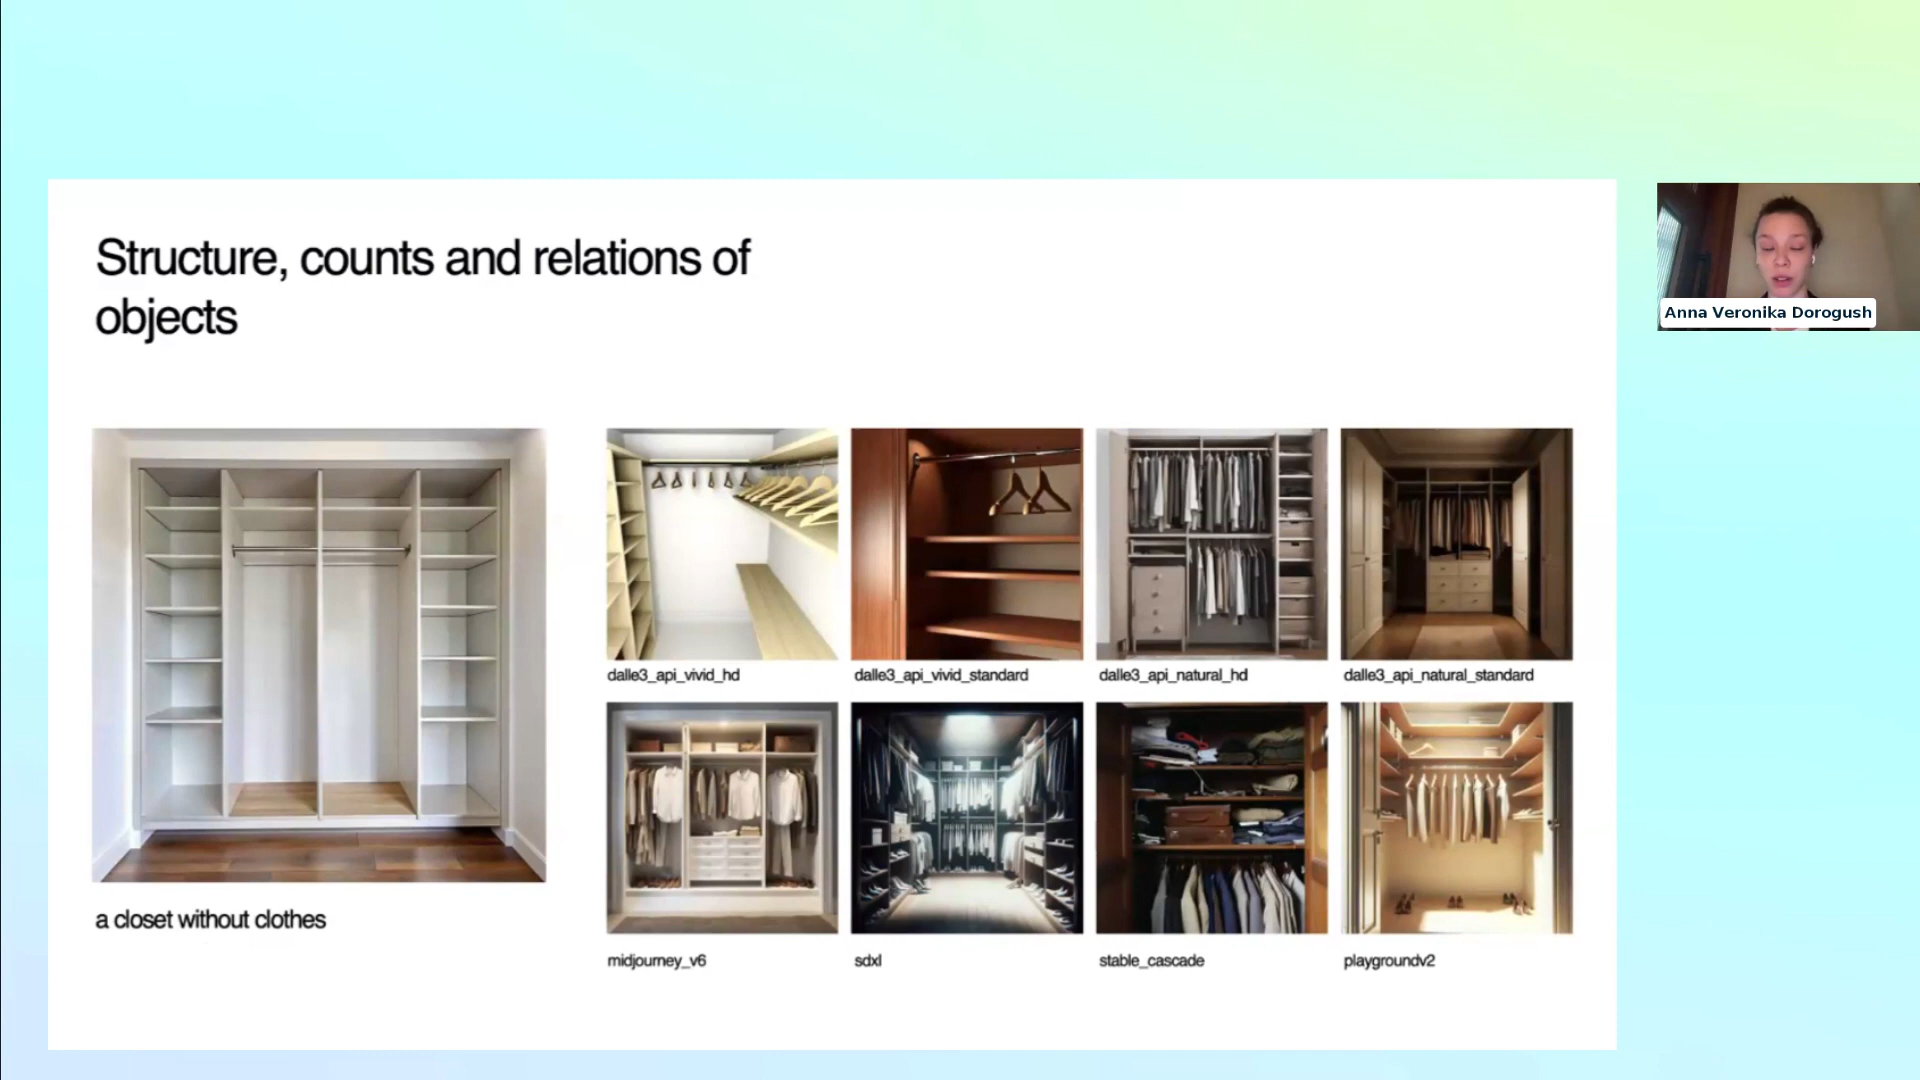 Structure, counts and relations of
objects
Anna Veronika Dorogush
dalle3_api_vivid_hd
dalle3_api_vivid_standard
dalle3_api_natural_hd
dalle3_api_natural_standard
a closet without clothes
midjourney_v6
sdxl
stable_cascade
playgroundv2